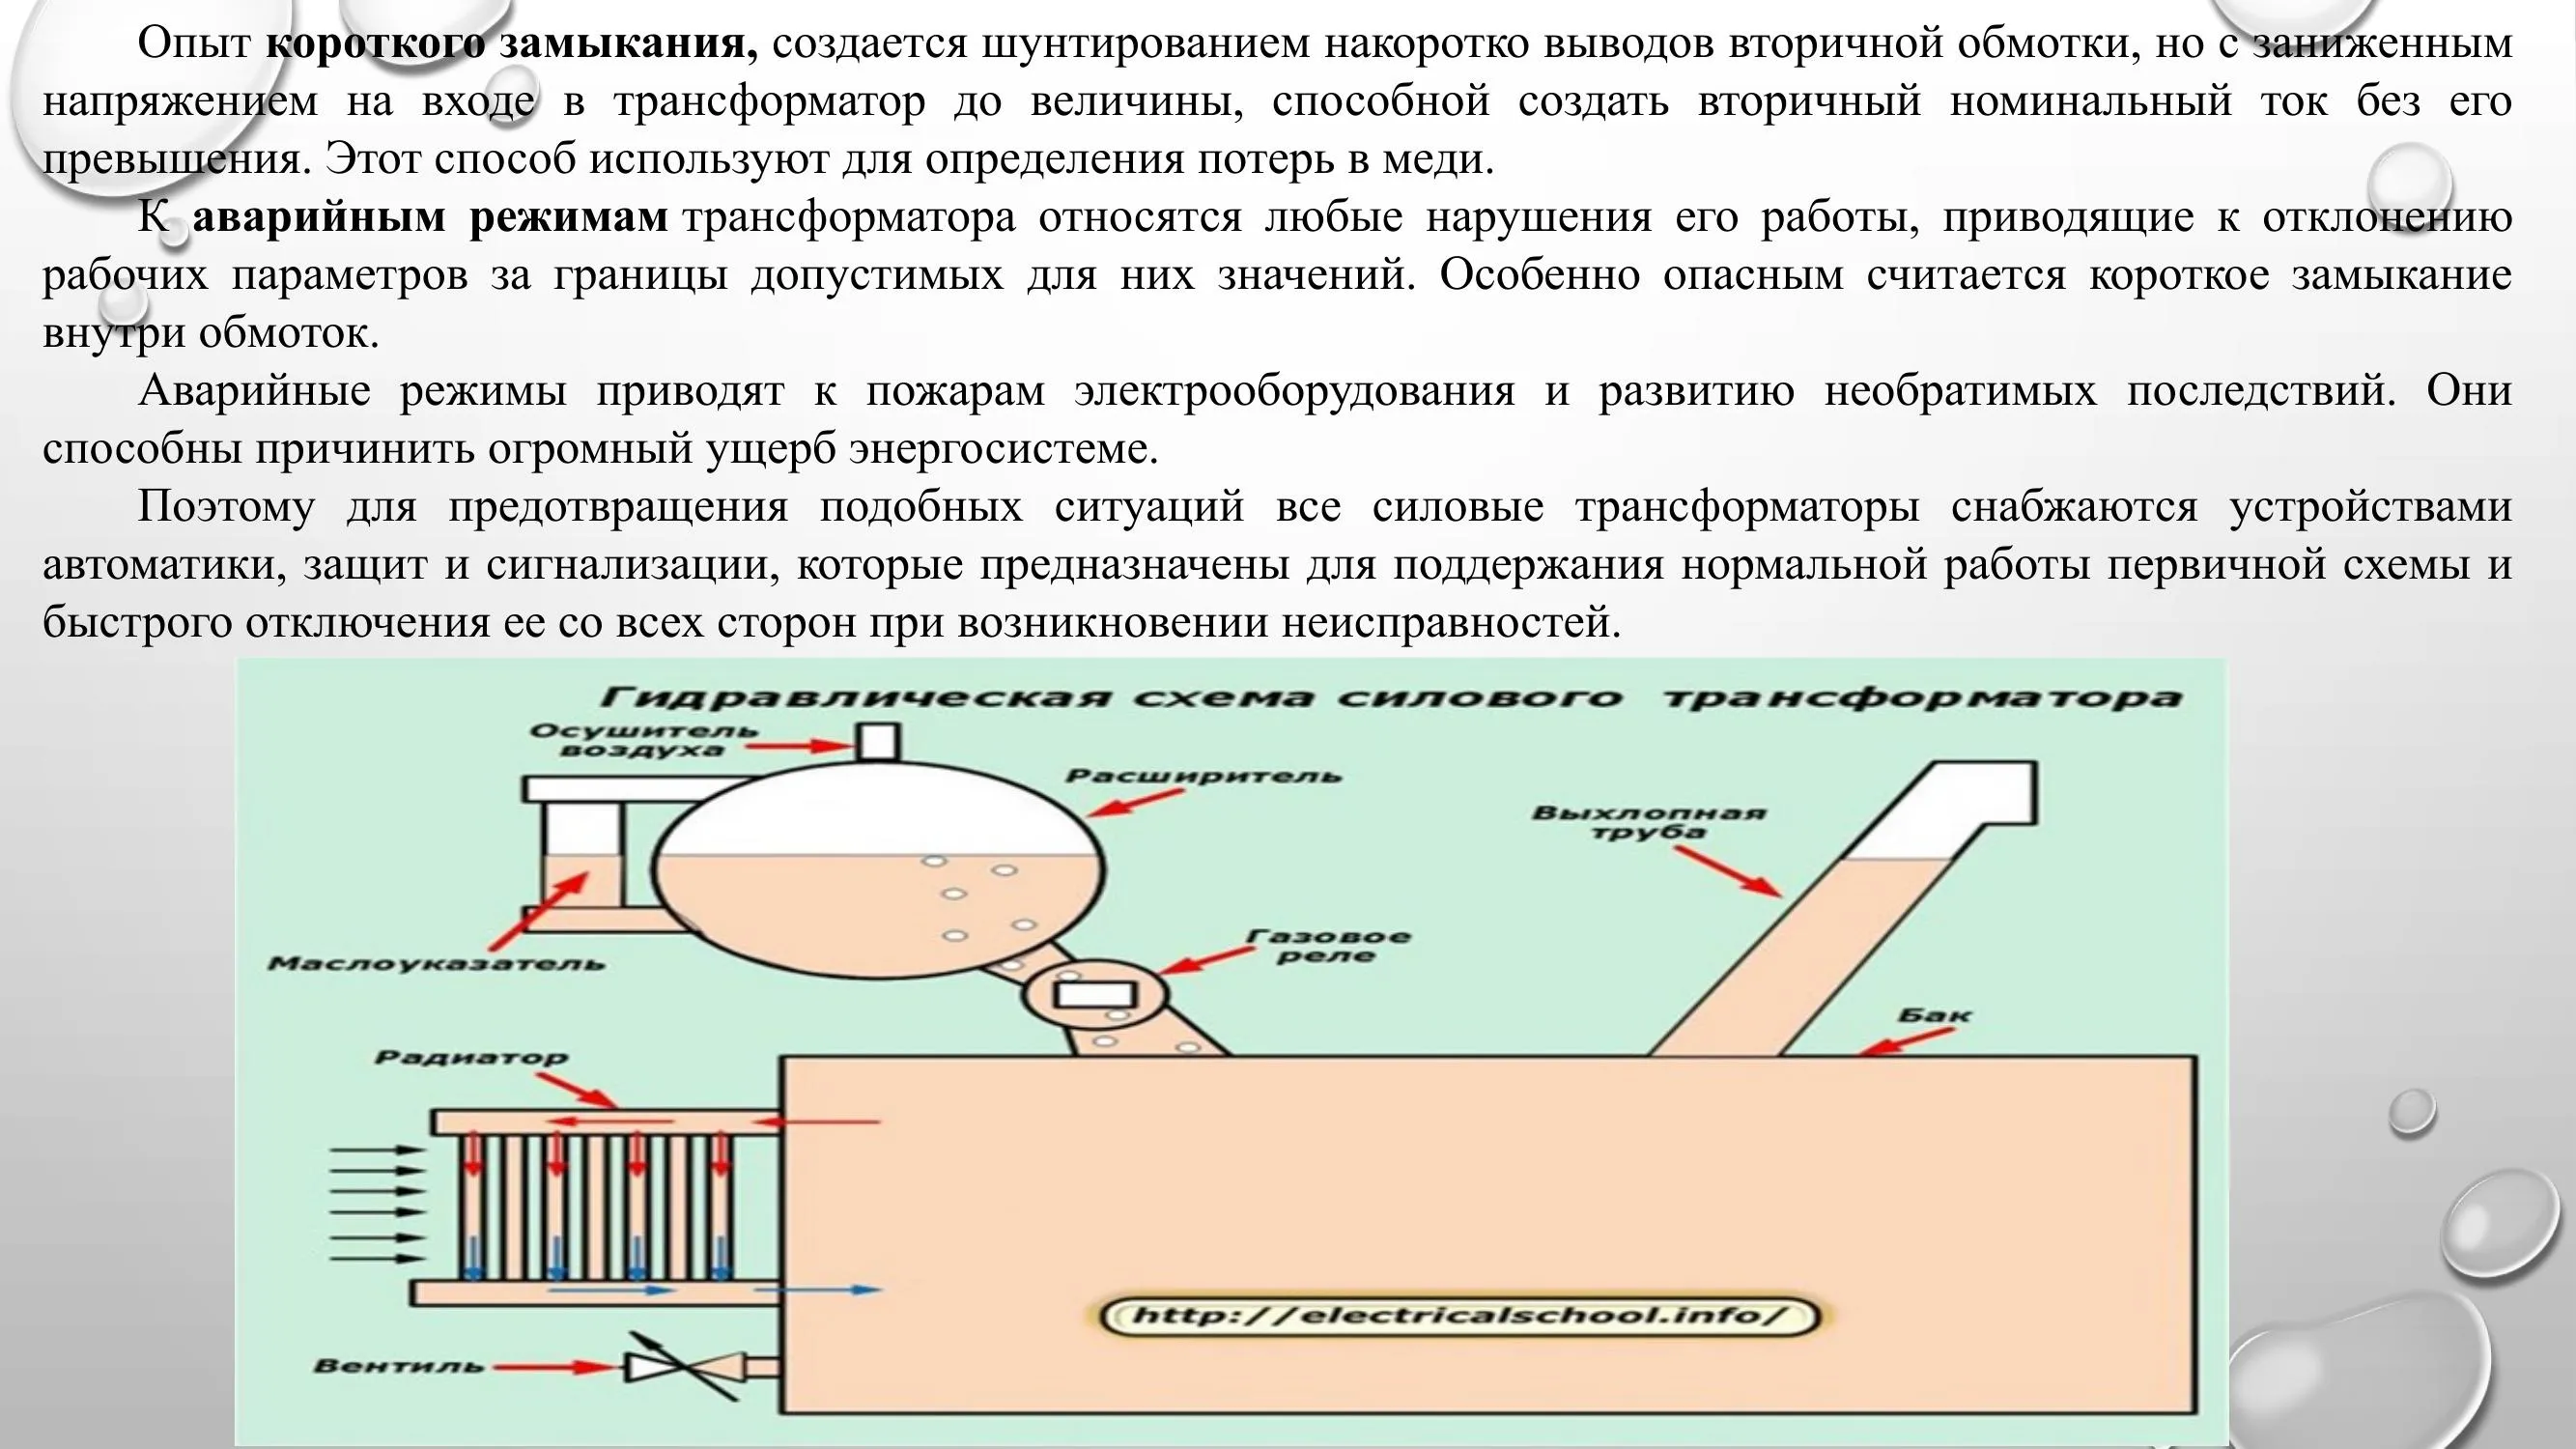 Опыт короткого замыкания, создается шунтированием накоротко выводов вторичной обмотки, но с заниженным
напряжением на входе в трансформатор до величины, способной создать вторичный номинальный ток без его
превышения. Этот способ используют для определения потерь в меди.
К аварийным режимам трансформатора относятся любые нарушения его работы, приводящие к отклонению
рабочих параметров за границы допустимых для них значений. Особенно опасным считается короткое замыкание
внутри обмоток.
Аварийные режимы приводят к пожарам электрооборудования и развитию необратимых последствий. Они
способны причинить огромный ущерб энергосистеме.
Поэтому для предотвращения подобных ситуаций все силовые трансформаторы снабжаются устройствами
автоматики, защит и сигнализации, которые предназначены для поддержания нормальной работы первичной схемы и
быстрого отключения ее со всех сторон при возникновении неисправностей.
Гидравлическая схема силового трансформатора
Осушитель
воздуха
Расширитель
Выхлопная
труба
Маслоуказатель
Газовое
реле
Бак
Радиатор
http://electricalschool.info/
Вентиль